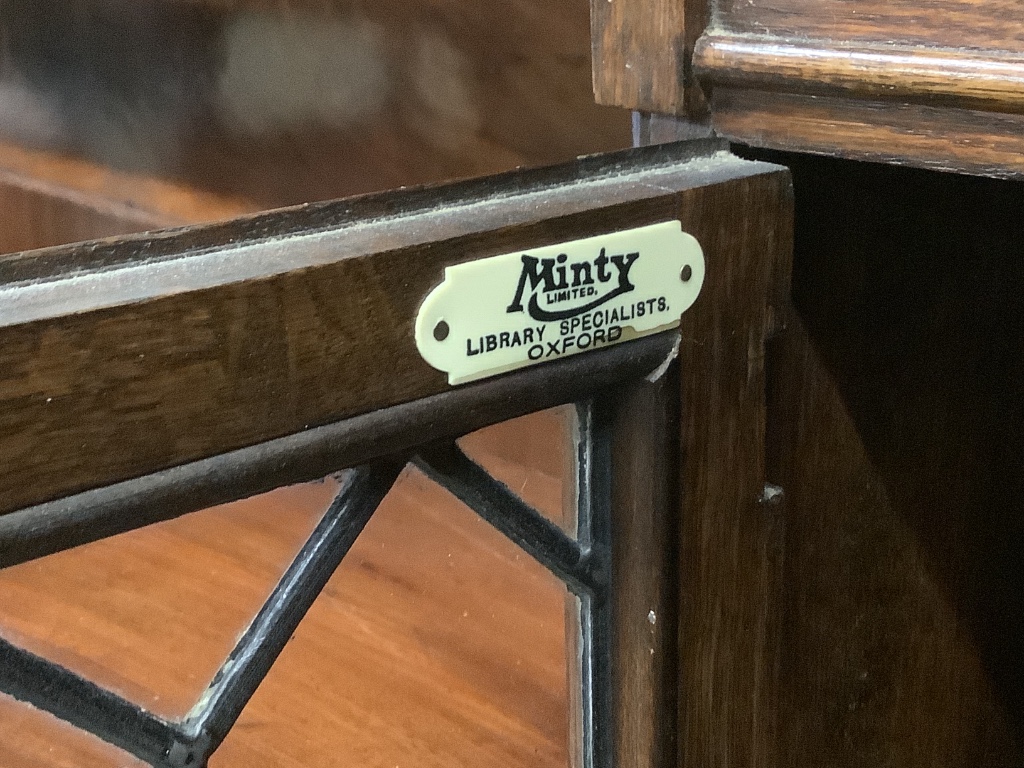 Minty
LIMITED.
LIBRARY SPECIALISTS.
OXFORD